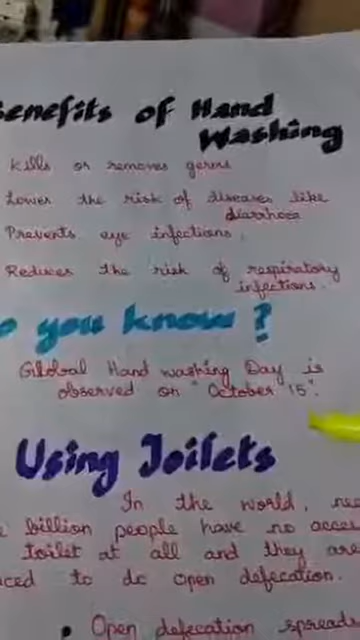 Benefits of Hand
Washing
Kills or removes germs
Lower the risk of diseases like
diarrhoea
Prevents eye infections.
Reduces the risk of respiratory
infections.
you know?
Global Hand washing Day is
observed on "October 15".
Using Toilets
In the world,
billion people have no
toilet at all and they are
to do open defecation.
• Open defecation spreads